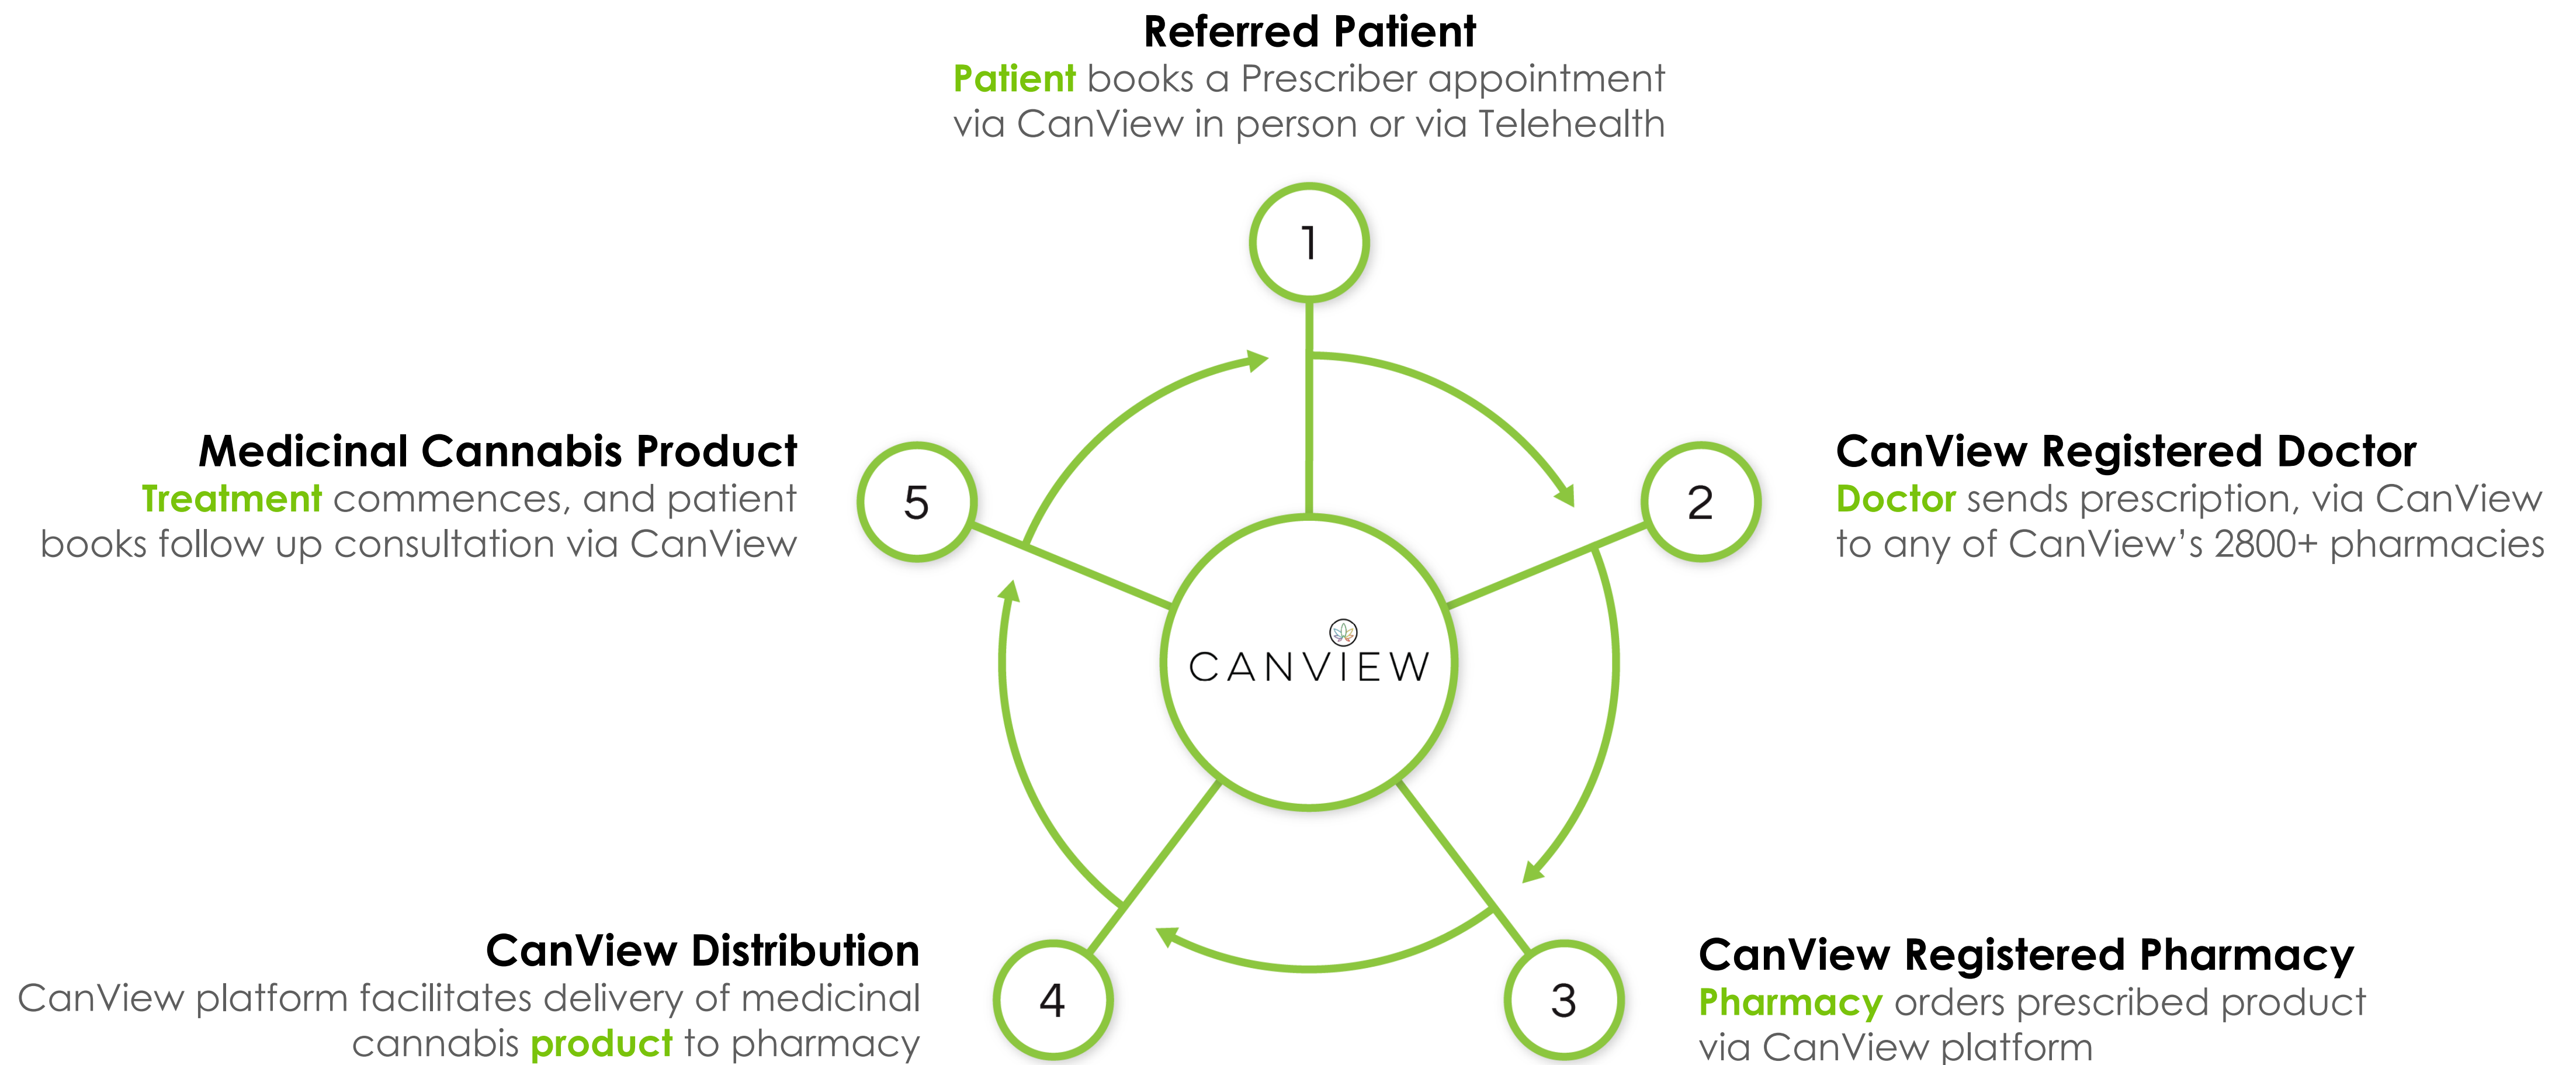 Referred Patient
Patient books a Prescriber appointment
via CanView in person or via Telehealth
1
2
CanView Registered Doctor
Doctor sends prescription, via CanView
to any of CanView’s 2800+ pharmacies
3
CanView Registered Pharmacy
Pharmacy orders prescribed product
via CanView platform
4
CanView Distribution
CanView platform facilitates delivery of medicinal
cannabis product to pharmacy
5
Medicinal Cannabis Product
Treatment commences, and patient
books follow up consultation via CanView
CANVIEW